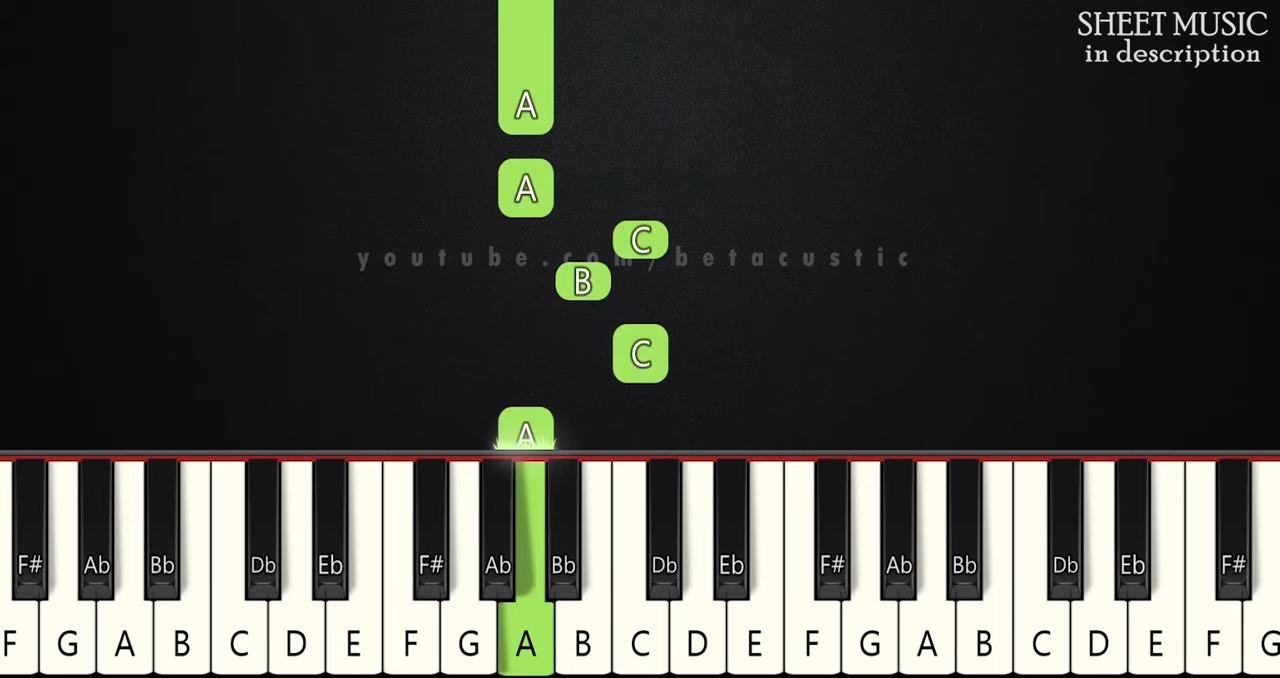 SHEET MUSIC
in description
A
A
C
youtube.com/betacustic
B
C
A
F# Ab Bb Db Eb F# Ab Bb Db Eb F# Ab Bb Db Eb F#
F G A B C D E F G A B C D E F G A B C D E F G